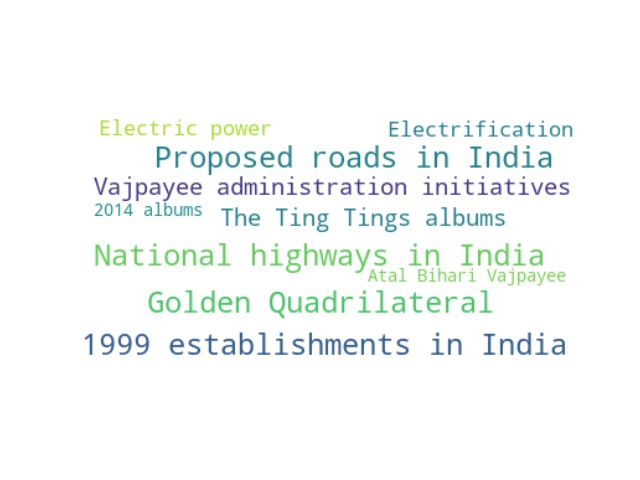 Electric power
Electrification
Proposed roads in India
Vajpayee administration initiatives
2014 albums
The Ting Tings albums
National highways in India
Atal Bihari Vajpayee
Golden Quadrilateral
1999 establishments in India